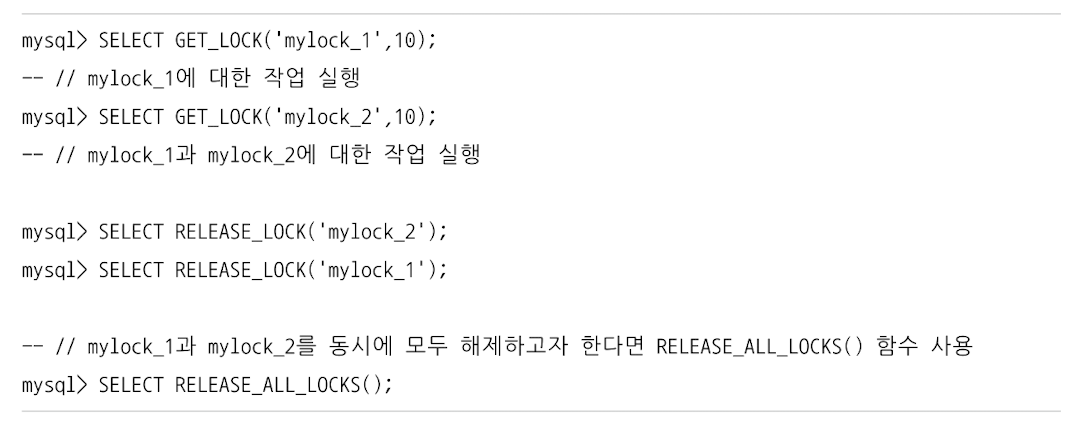 mysql> SELECT GET_LOCK('mylock_1',10);
-- // mylock_1에 대한 작업 실행
mysql> SELECT GET_LOCK('mylock_2',10);
-- // mylock_1과 mylock_2에 대한 작업 실행
mysql> SELECT RELEASE_LOCK('mylock_2');
mysql> SELECT RELEASE_LOCK('mylock_1');
-- // mylock_1과 mylock_2를 동시에 모두 해제하고자 한다면 RELEASE_ALL_LOCKS() 함수 사용
mysql> SELECT RELEASE_ALL_LOCKS();